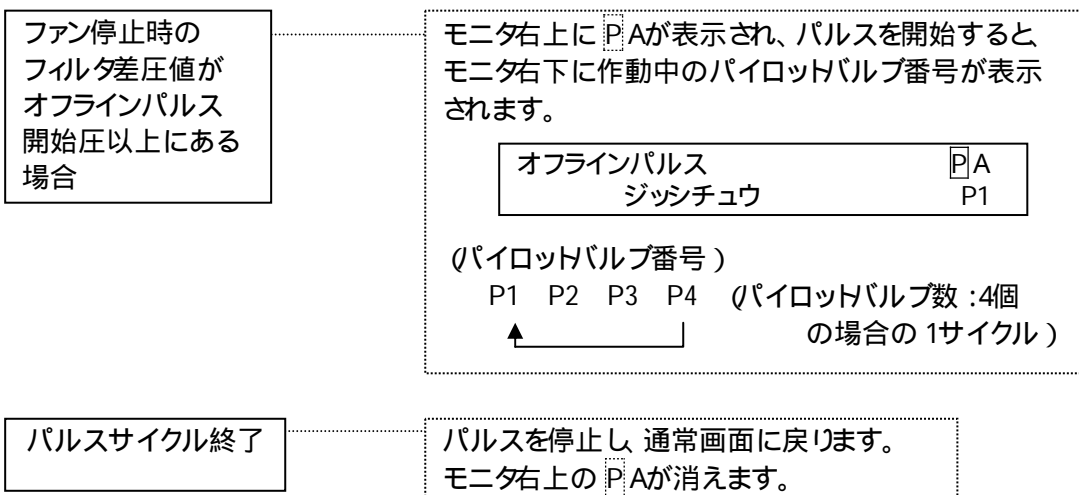 ファン停止時の
フィルタ差圧値が
オフラインパルス
開始圧以上にある
場合
モニタ右上に PAが表示され、パルスを開始すると、
モニタ右下に作動中のパイロットバルブ番号が表示
されます。
オフラインパルス PA
ジッシチュウ P1
(パイロットバルブ番号)
P1 P2 P3 P4 (パイロットバルブ数:4個
の場合の1サイクル)
パルスサイクル終了
パルスを停止し、通常画面に戻ります。
モニタ右上の PAが消えます。